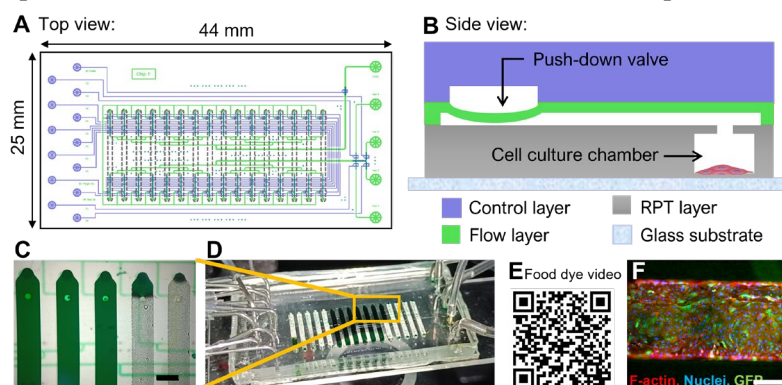 A Top view:
44 mm
25 mm
Chip 1
B Side view:
Push-down valve
Cell culture chamber
Control layer
RPT layer
Flow layer
Glass substrate
C
D
E Food dye video
F
F-actin, Nuclei, GFP